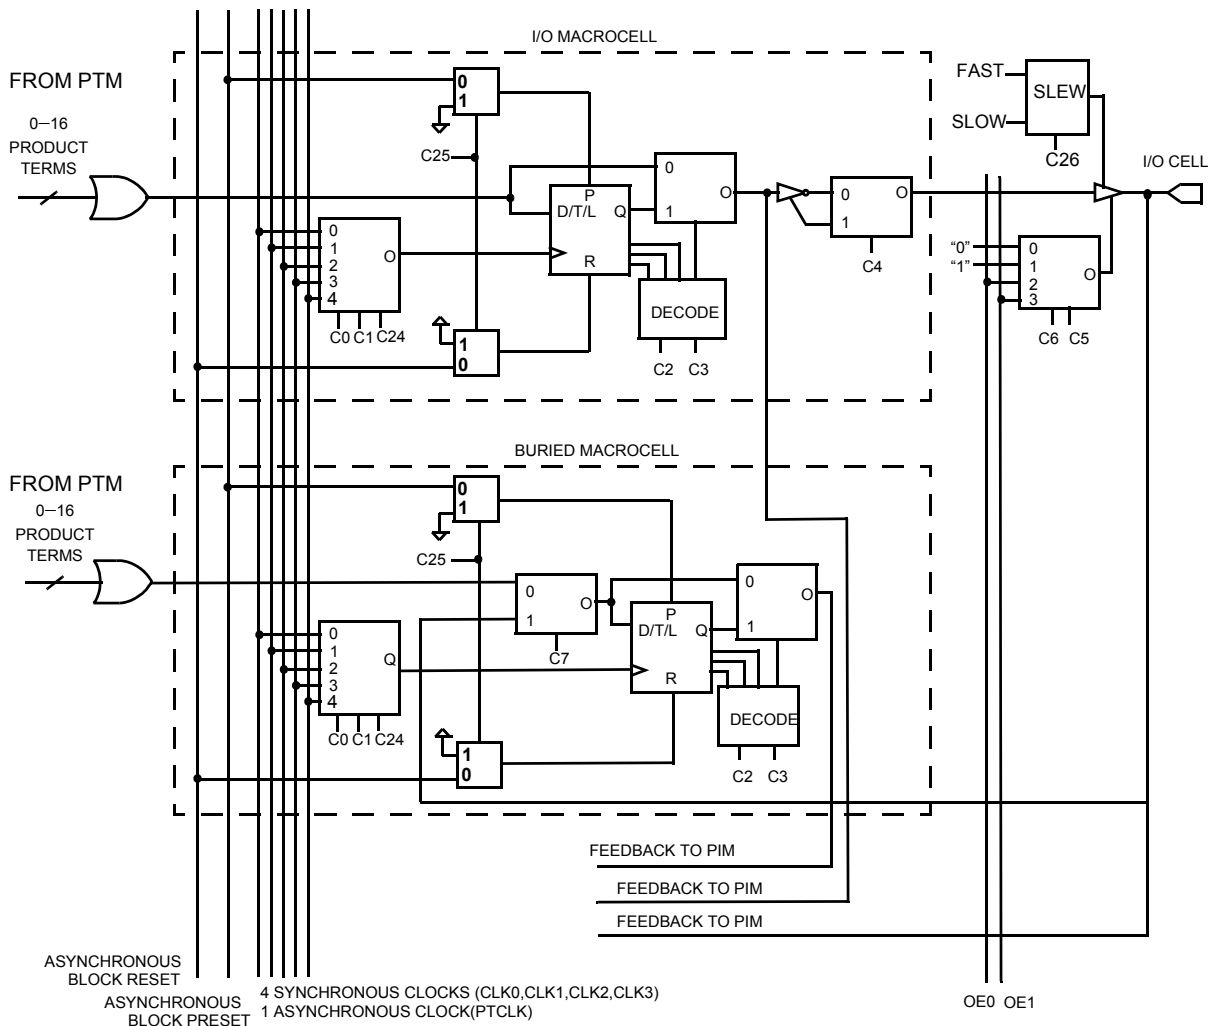 I/O MACROCELL
FROM PTM
0–16
PRODUCT
TERMS
0
1
C25
FAST
SLOW
SLEW
C26
I/O CELL
0
1
O
P
D/T/L
Q
R
0
1
O
C4
0
1
2
3
4
O
C0 C1 C24
DECODE
C2 C3
1
0
"0"
"1"
0
1
2
3
O
C6 C5
BURIED MACROCELL
FROM PTM
0–16
PRODUCT
TERMS
0
1
C25
0
1
O
C7
P
D/T/L
Q
R
0
1
O
0
1
2
3
4
Q
C0 C1 C24
DECODE
C2 C3
1
0
FEEDBACK TO PIM
FEEDBACK TO PIM
FEEDBACK TO PIM
ASYNCHRONOUS
BLOCK RESET
ASYNCHRONOUS
BLOCK PRESET
4 SYNCHRONOUS CLOCKS (CLK0,CLK1,CLK2,CLK3)
1 ASYNCHRONOUS CLOCK(PTCLK)
OE0 OE1